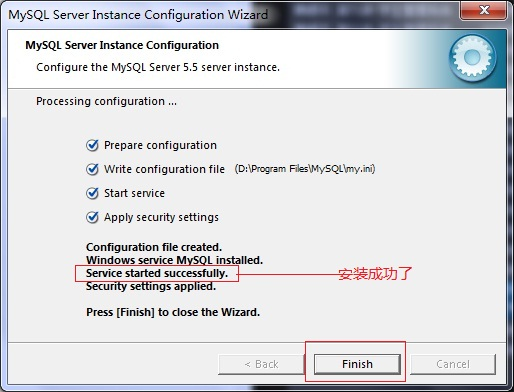 MySQL Server Instance Configuration Wizard
MySQL Server Instance Configuration
Configure the MySQL Server 5.5 server instance.
Processing configuration ...
Prepare configuration
Write configuration file (D:\Program Files\MySQL\my.ini)
Start service
Apply security settings
Configuration file created.
Windows service MySQL installed.
Service started successfully. 安装成功了
Security settings applied.
Press [Finish] to close the Wizard.
< Back Finish Cancel